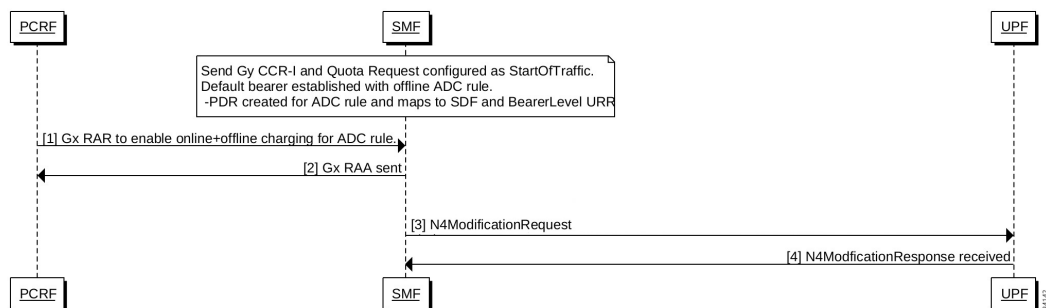 PCRF
SMF
UPF
Send Gy CCR-I and Quota Request configured as StartOfTraffic.
Default bearer established with offline ADC rule.
-PDR created for ADC rule and maps to SDF and BearerLevel URR
[1] Gx RAR to enable online+offline charging for ADC rule.
[2] Gx RAA sent
[3] N4ModificationRequest
[4] N4ModficationResponse received
PCRF
SMF
UPF